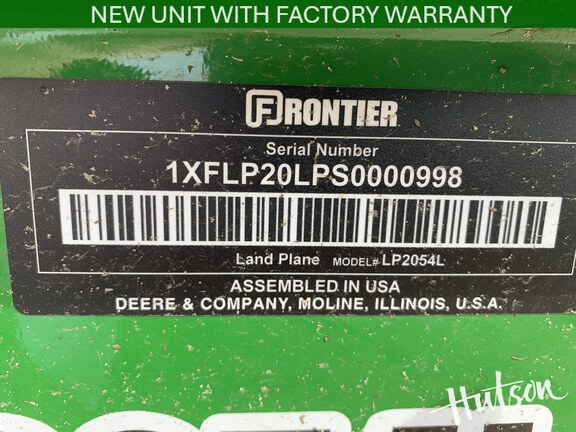 NEW UNIT WITH FACTORY WARRANTY
FRONTIER
Serial Number
1XFLP20LPS0000998
Land Plane MODEL# LP2054L
ASSEMBLED IN USA
DEERE & COMPANY, MOLINE, ILLINOIS, U.S.A.
Hutson